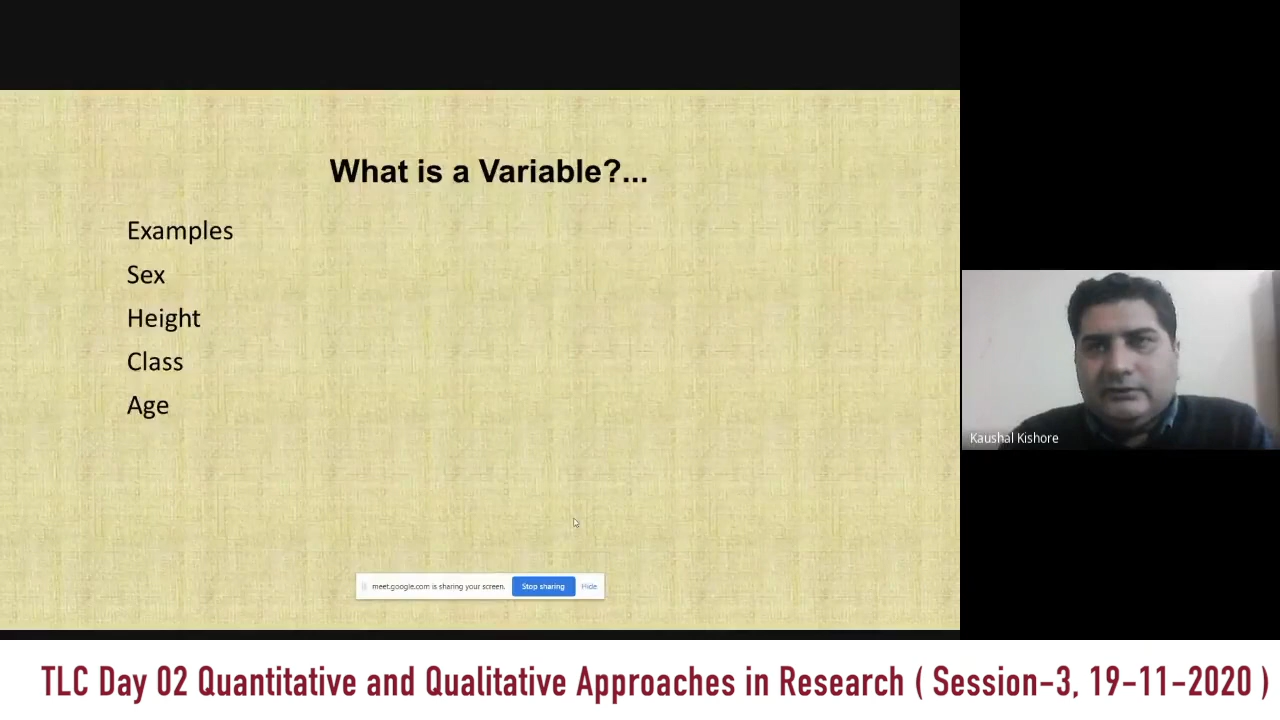 What is a Variable?...
Examples
Sex
Height
Class
Age
Kaushal Kishore
meet.google.com is sharing your screen. Stop sharing Hide
TLC Day 02 Quantitative and Qualitative Approaches in Research ( Session-3, 19-11-2020 )